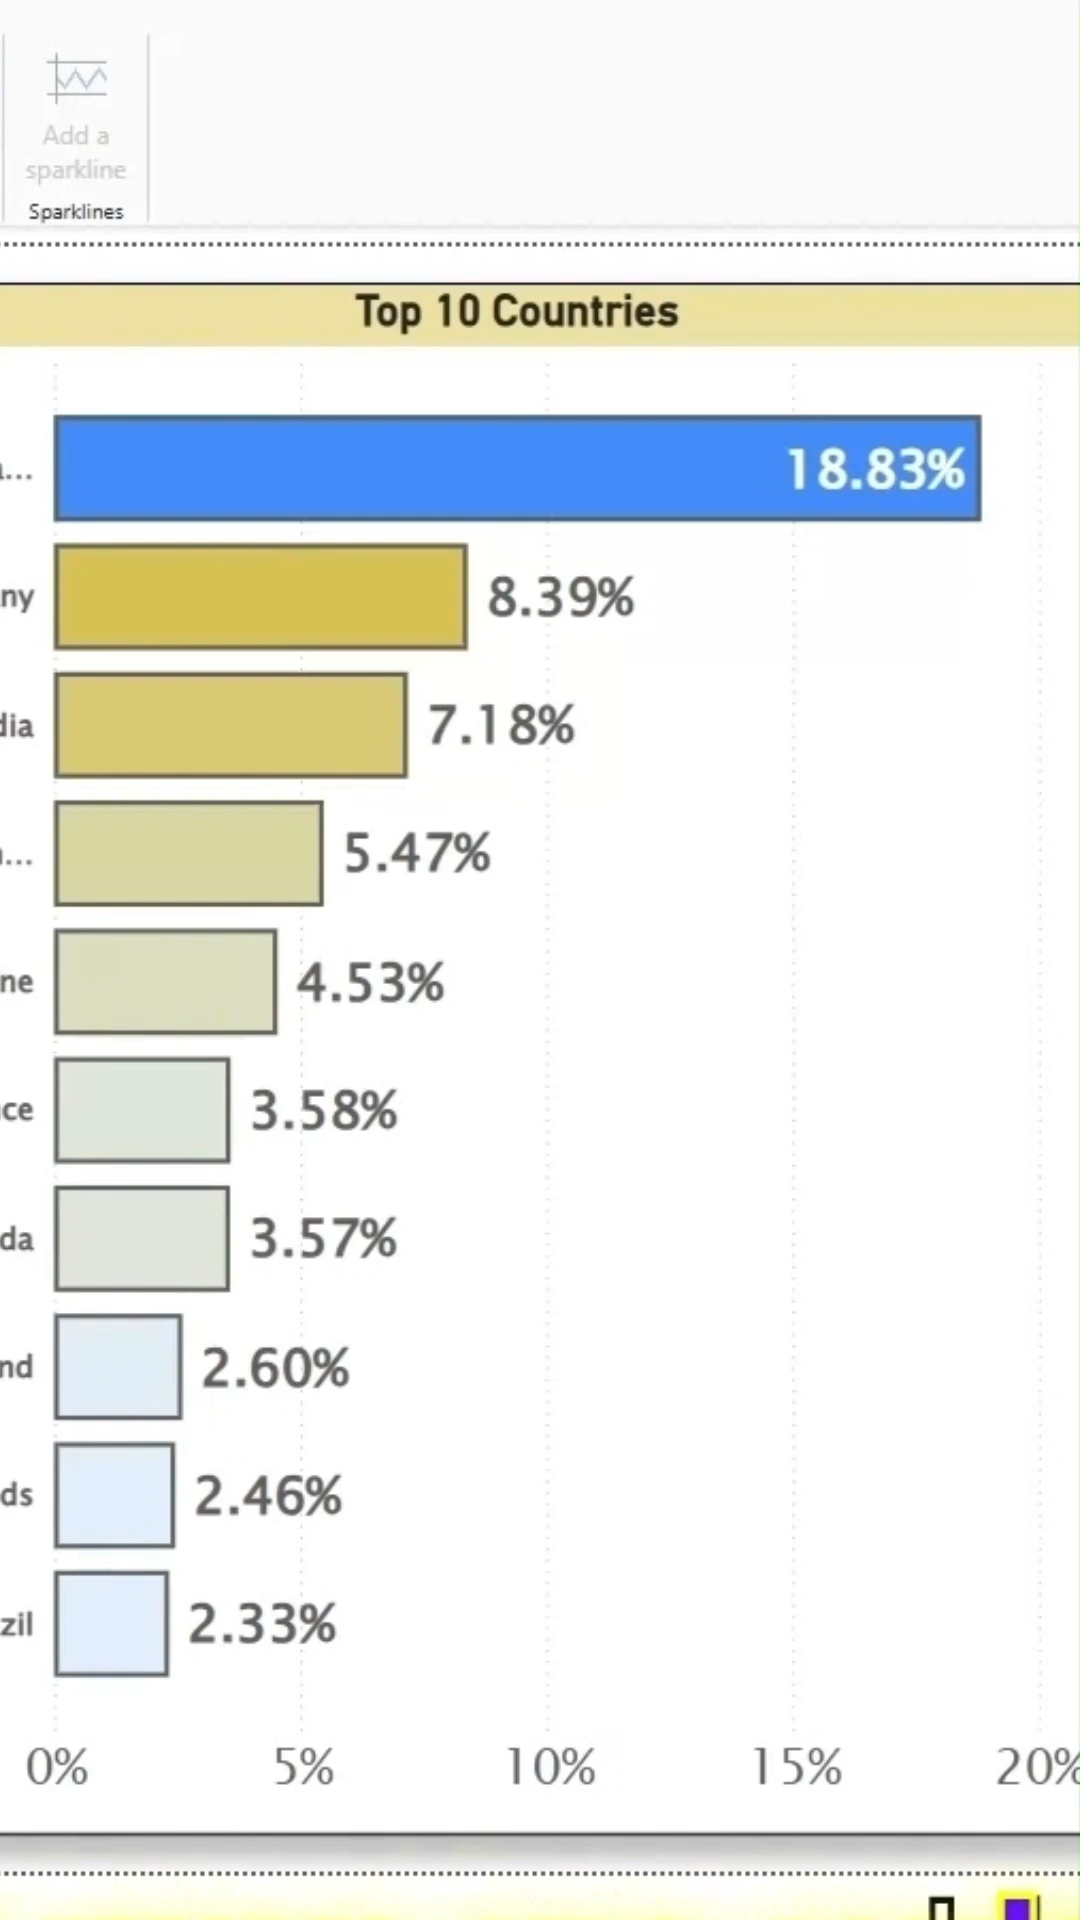 Add a
sparkline
Sparklines
Top 10 Countries
... 18.83%
ny 8.39%
dia 7.18%
... 5.47%
ne 4.53%
ce 3.58%
da 3.57%
nd 2.60%
ds 2.46%
zil 2.33%
0% 5% 10% 15% 20%